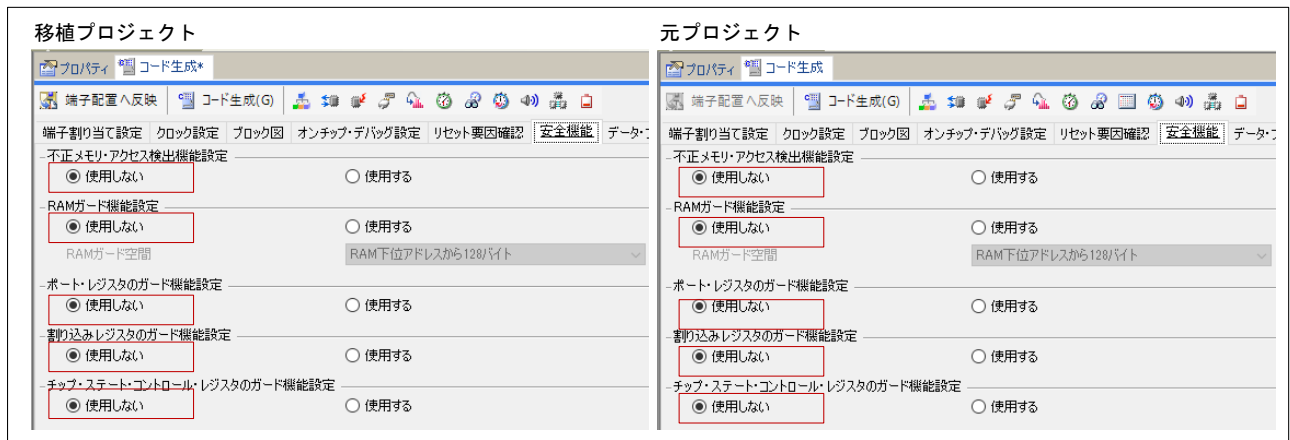 移植プロジェクト
プロパティ コード生成*
端子配置へ反映 コード生成(G)
端子割り当て設定 クロック設定 ブロック図 オンチップ・デバッグ設定 リセット要因確認 安全機能 データ・
不正メモリ・アクセス検出機能設定
使用しない 使用する
RAMガード機能設定
使用しない 使用する
RAMガード空間 RAM下位アドレスから128バイト
ポート・レジスタのガード機能設定
使用しない 使用する
割り込みレジスタのガード機能設定
使用しない 使用する
チップ・ステート・コントロール・レジスタのガード機能設定
使用しない 使用する
元プロジェクト
プロパティ コード生成
端子配置へ反映 コード生成(G)
端子割り当て設定 クロック設定 ブロック図 オンチップ・デバッグ設定 リセット要因確認 安全機能 データ・
不正メモリ・アクセス検出機能設定
使用しない 使用する
RAMガード機能設定
使用しない 使用する
RAMガード空間 RAM下位アドレスから128バイト
ポート・レジスタのガード機能設定
使用しない 使用する
割り込みレジスタのガード機能設定
使用しない 使用する
チップ・ステート・コントロール・レジスタのガード機能設定
使用しない 使用する